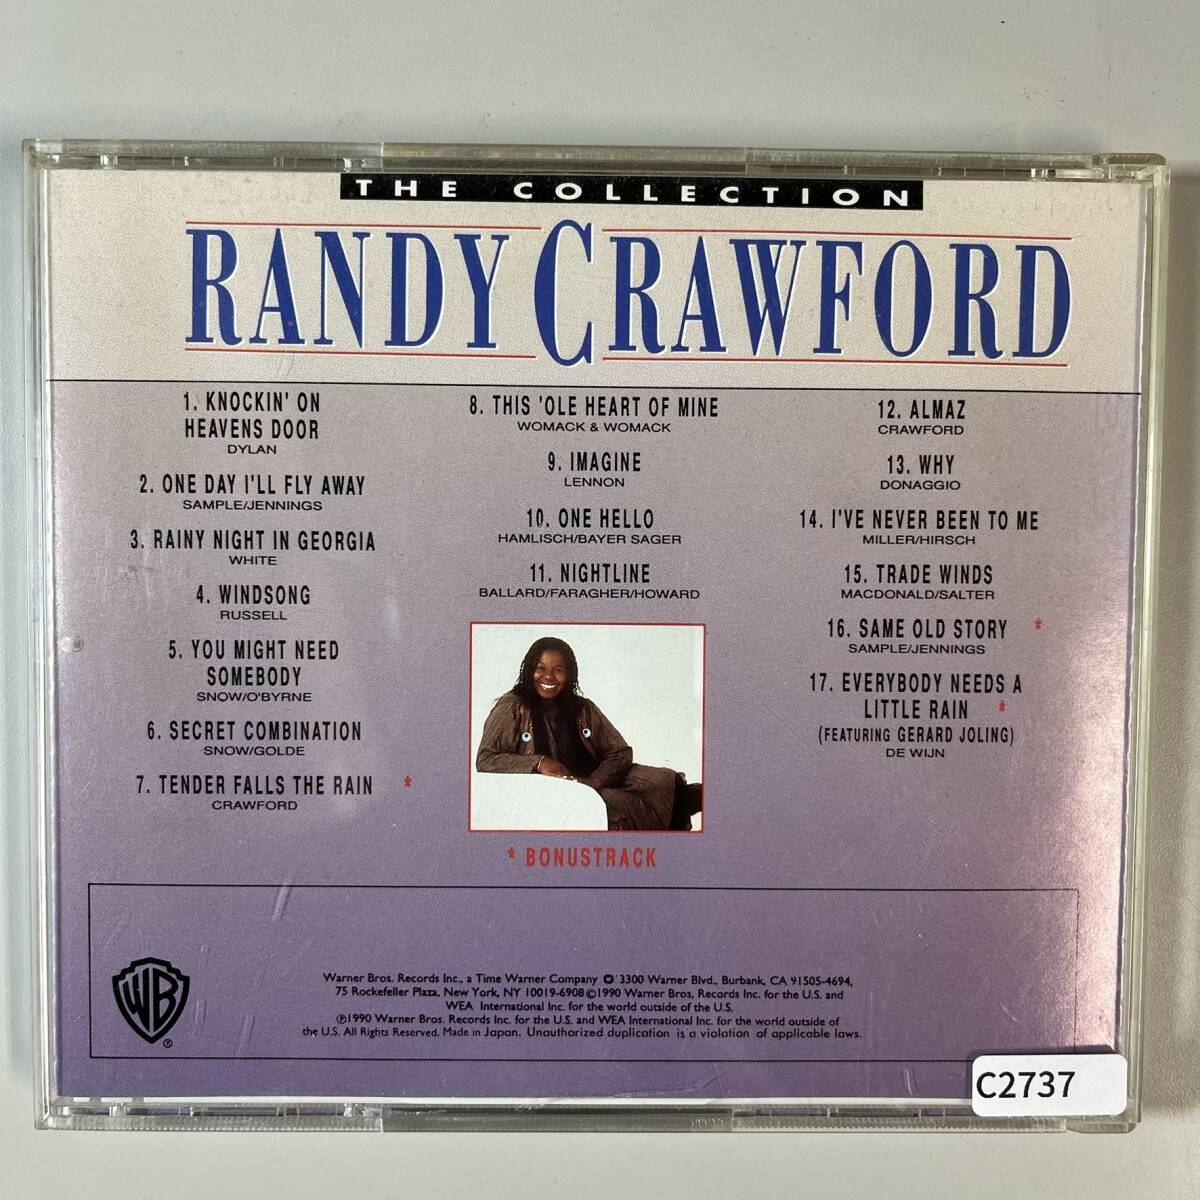 THE COLLECTION
RANDY CRAWFORD
1. KNOCKIN' ON
HEAVENS DOOR
DYLAN
2. ONE DAY I'LL FLY AWAY
SAMPLE/JENNINGS
3. RAINY NIGHT IN GEORGIA
WHITE
4. WINDSONG
RUSSELL
5. YOU MIGHT NEED
SOMEBODY
SNOW/O'BYRNE
6. SECRET COMBINATION
SNOW/GOLDE
7. TENDER FALLS THE RAIN *
CRAWFORD
8. THIS 'OLE HEART OF MINE
WOMACK & WOMACK
9. IMAGINE
LENNON
10. ONE HELLO
HAMLISCH/BAYER SAGER
11. NIGHTLINE
BALLARD/FARAGHER/HOWARD
12. ALMAZ
CRAWFORD
13. WHY
DONAGGIO
14. I'VE NEVER BEEN TO ME
MILLER/HIRSCH
15. TRADE WINDS
MACDONALD/SALTER
16. SAME OLD STORY *
SAMPLE/JENNINGS
17. EVERYBODY NEEDS A
LITTLE RAIN *
(FEATURING GERARD JOLING)
DE WIJN
* BONUSTRACK
WB
®
Warner Bros. Records Inc., a Time Warner Company 3300 Warner Blvd., Burbank, CA 91505-4694,
75 Rockefeller Plaza, New York, NY 10019-6908 ©1990 Warner Bros, Records Inc. for the U.S. and
WEA International Inc. for the world outside of the U.S.
℗1990 Warner Bros. Records Inc. for the U.S. and WEA International Inc. for the world outside of
the U.S. All Rights Reserved. Made in Japan. Unauthorized duplication is a violation of applicable laws.
C2737